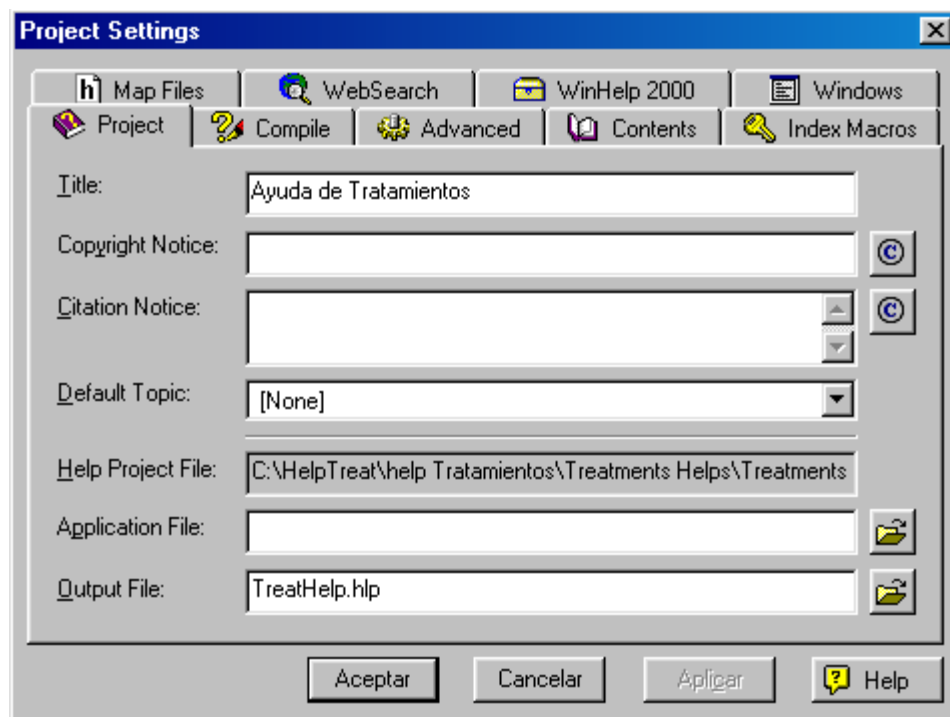 Project Settings
Map Files WebSearch WinHelp 2000 Windows
Project Compile Advanced Contents Index Macros
Title: Ayuda de Tratamientos
Copyright Notice:
Citation Notice:
Default Topic: [None]
Help Project File: C:\HelpTreat\help Tratamientos\Treatments Helps\Treatments
Application File:
Output File: TreatHelp.hlp
Aceptar Cancelar Aplicar Help